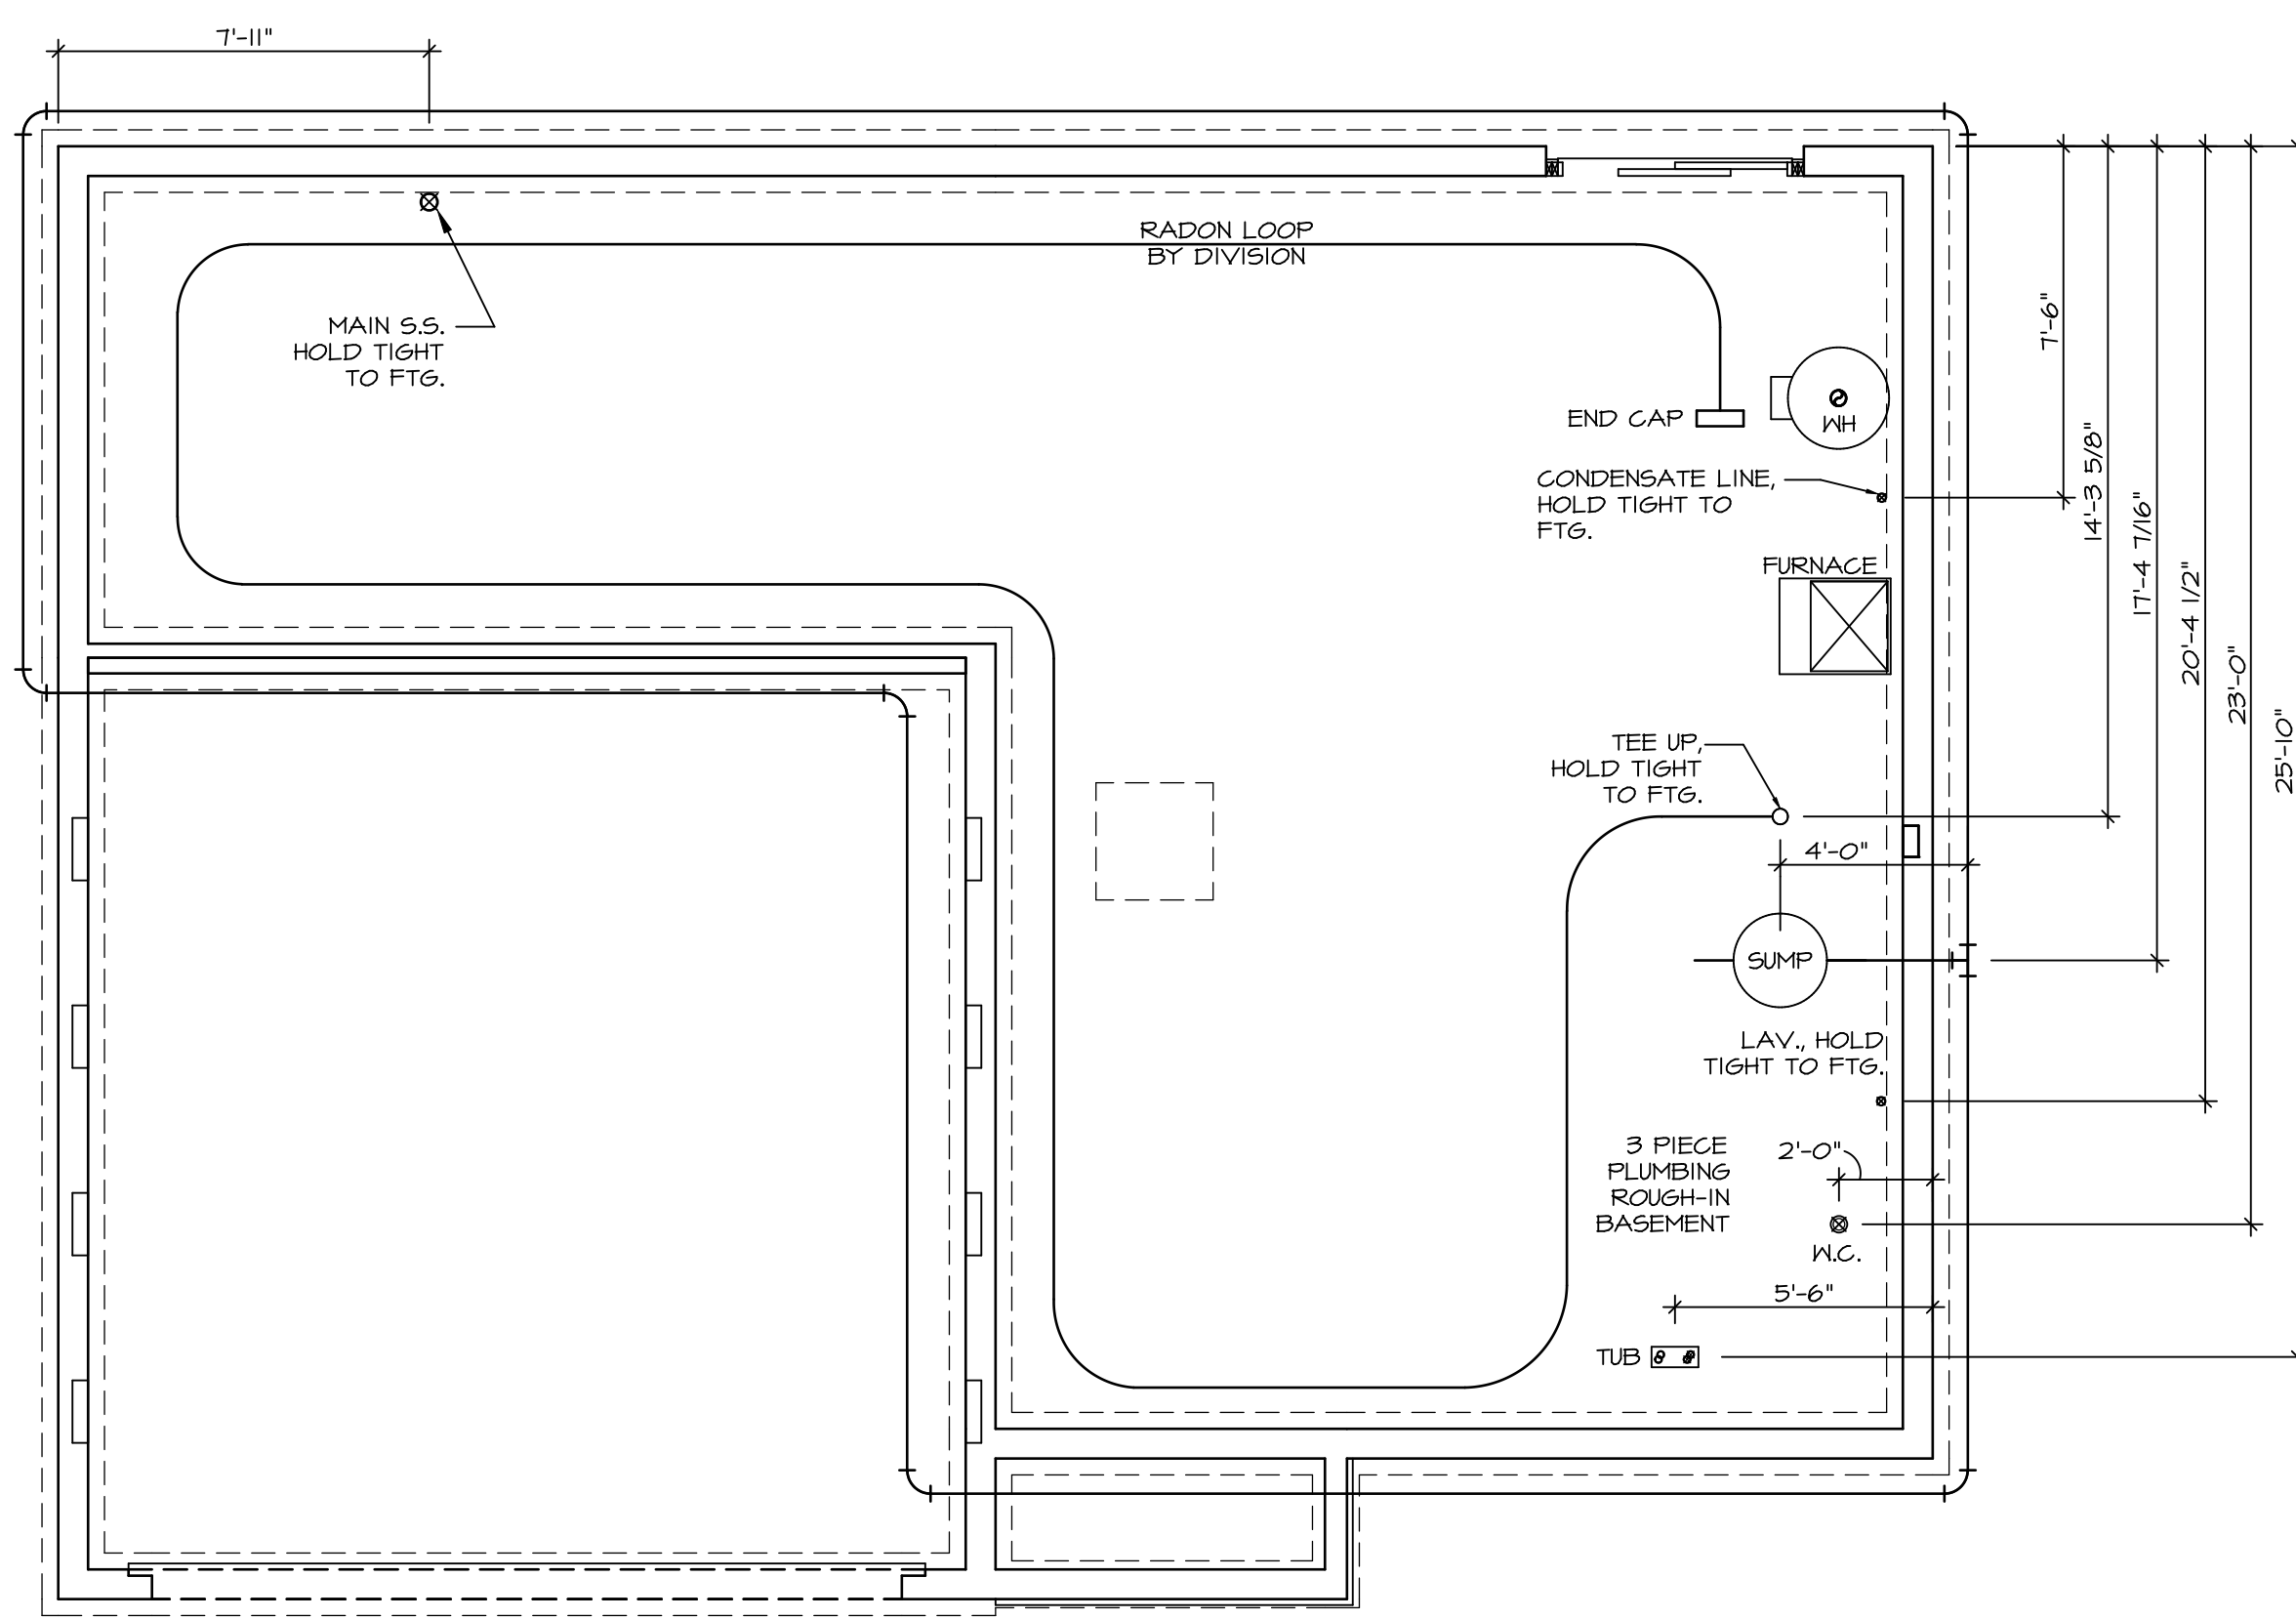 7'-11"
RADON LOOP
BY DIVISION
MAIN S.S.
HOLD TIGHT
TO FTG.
7'-6"
END CAP
WH
14'-3 5/8"
CONDENSATE LINE,
HOLD TIGHT TO
FTG.
17'-4 7/16"
FURNACE
20'-4 1/2"
23'-0"
25'-10"
TEE UP,
HOLD TIGHT
TO FTG.
4'-0"
SUMP
LAV., HOLD
TIGHT TO FTG.
3 PIECE
PLUMBING
ROUGH-IN
BASEMENT
2'-0"
W.C.
5'-6"
TUB